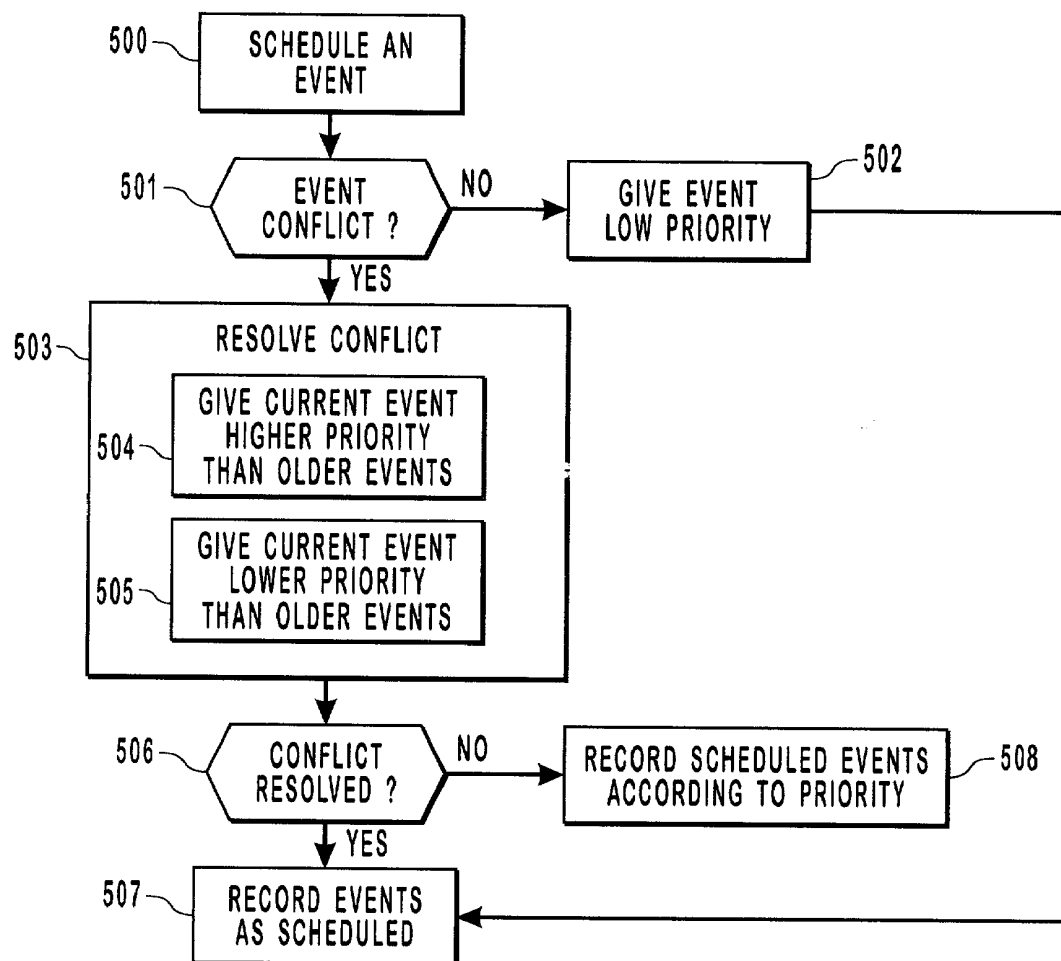 500
SCHEDULE AN
EVENT
501
EVENT
CONFLICT ?
NO
502
GIVE EVENT
LOW PRIORITY
YES
503
RESOLVE CONFLICT
504
GIVE CURRENT EVENT
HIGHER PRIORITY
THAN OLDER EVENTS
505
GIVE CURRENT EVENT
LOWER PRIORITY
THAN OLDER EVENTS
506
CONFLICT
RESOLVED ?
NO
RECORD SCHEDULED EVENTS
ACCORDING TO PRIORITY
508
YES
507
RECORD EVENTS
AS SCHEDULED